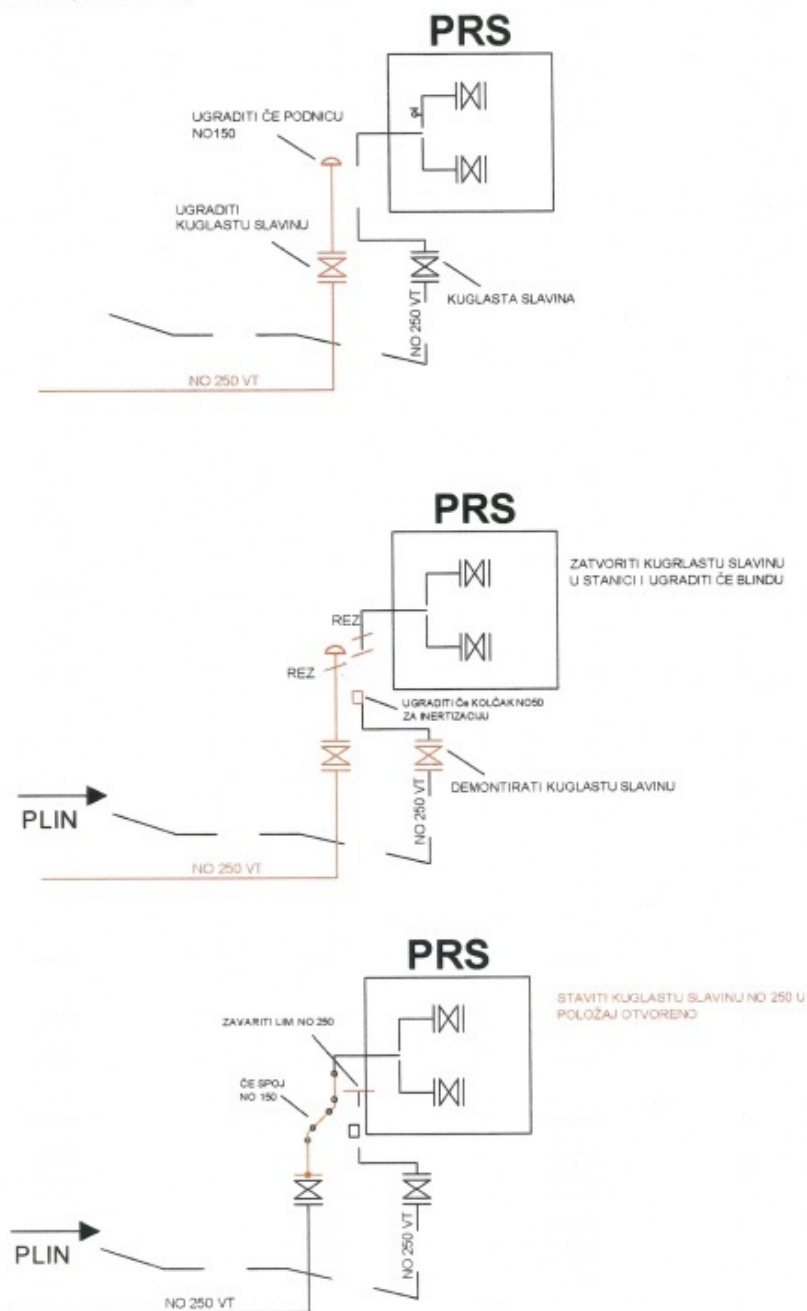 PRS
UGRADITI ČE PODNICU
NO150
UGRADITI
KUGLASTU SLAVINU
KUGLASTA SLAVINA
NO 250 VT
NO 250 VT
PRS
ZATVORITI KUGRLASTU SLAVINU
U STANICI I UGRADITI ČE BLINDU
REZ
REZ
UGRADITI Če KOLČAK NO50
ZA INERTIZACIJU
DEMONTIRATI KUGLASTU SLAVINU
NO 250 VT
PLIN
NO 250 VT
PRS
STAVITI KUGLASTU SLAVINU NO 250 U
POLOŽAJ OTVORENO
ZAVARITI LIM NO 250
ČE SPOJ
NO 150
NO 250 VT
PLIN
NO 250 VT